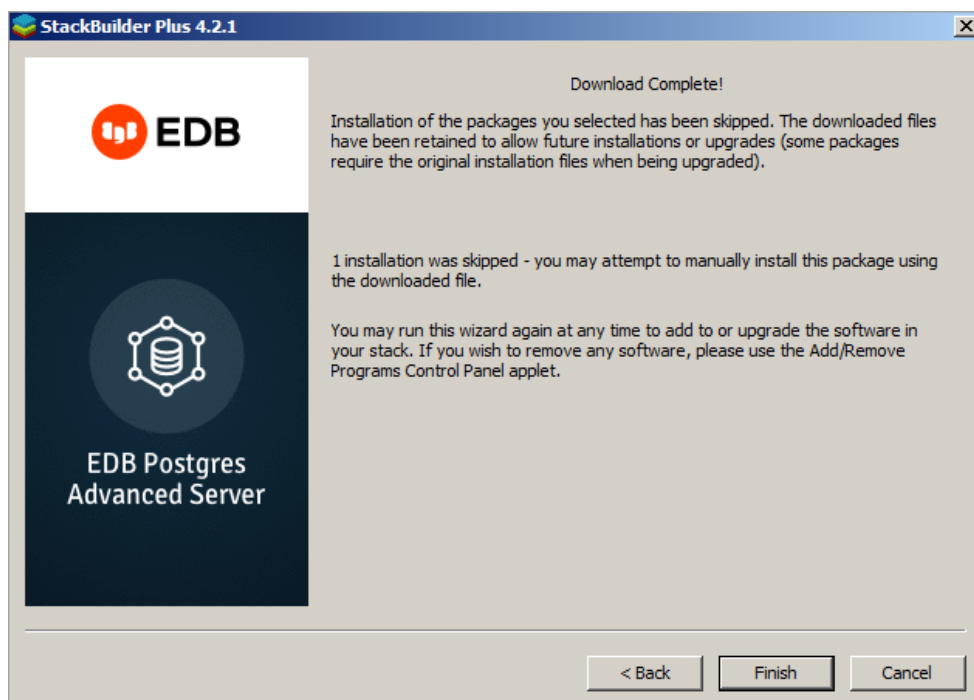 StackBuilder Plus 4.2.1
EDB
Download Complete!
Installation of the packages you selected has been skipped. The downloaded files
have been retained to allow future installations or upgrades (some packages
require the original installation files when being upgraded).
1 installation was skipped - you may attempt to manually install this package using
the downloaded file.
You may run this wizard again at any time to add to or upgrade the software in
your stack. If you wish to remove any software, please use the Add/Remove
Programs Control Panel applet.
EDB Postgres
Advanced Server
< Back
Finish
Cancel